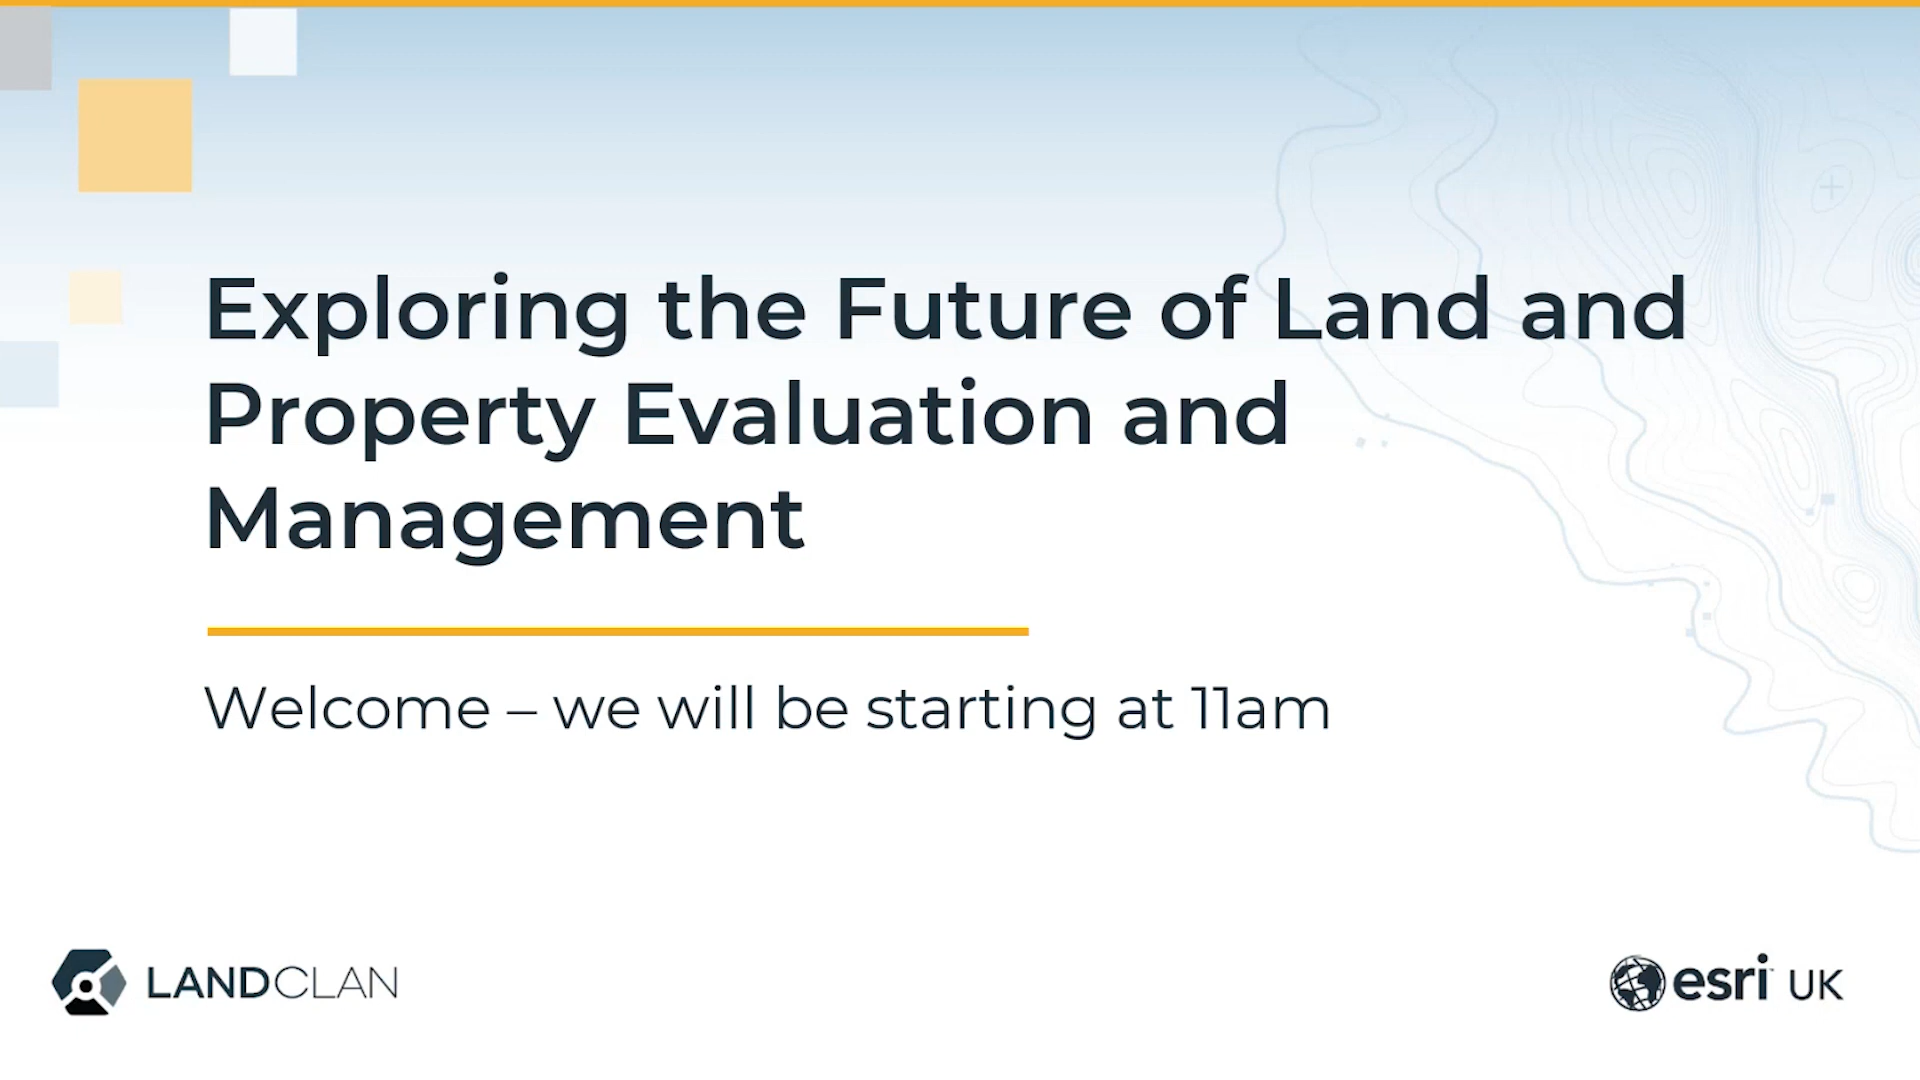 Exploring the Future of Land and
Property Evaluation and
Management
Welcome – we will be starting at 11am
LANDCLAN
esri UK